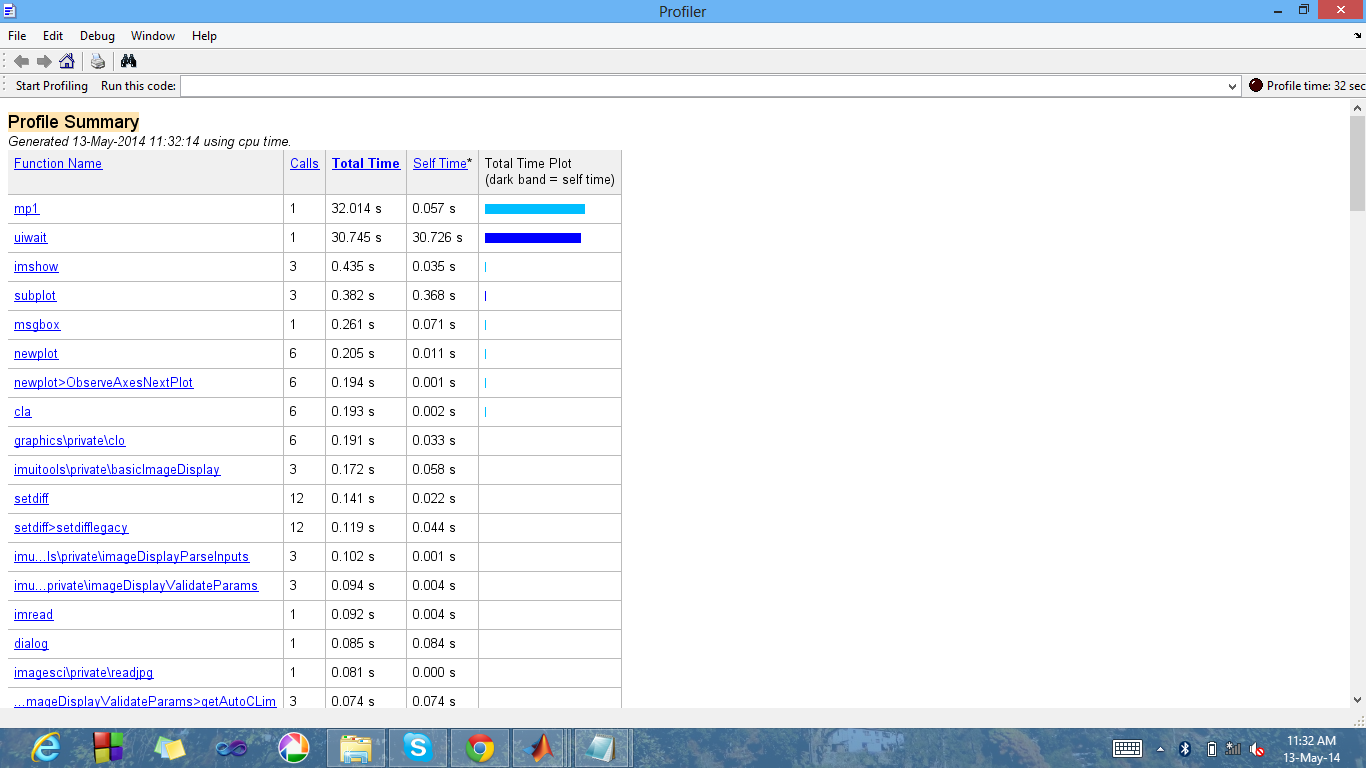 Profiler
File Edit Debug Window Help
Start Profiling Run this code: Profile time: 32 sec
Profile Summary
Generated 13-May-2014 11:32:14 using cpu time.
Function Name Calls Total Time Self Time* Total Time Plot
(dark band = self time)
mp1 1 32.014 s 0.057 s
uiwait 1 30.745 s 30.726 s
imshow 3 0.435 s 0.035 s
subplot 3 0.382 s 0.368 s
msgbox 1 0.261 s 0.071 s
newplot 6 0.205 s 0.011 s
newplot>ObserveAxesNextPlot 6 0.194 s 0.001 s
cla 6 0.193 s 0.002 s
graphics\private\clo 6 0.191 s 0.033 s
imuitools\private\basicImageDisplay 3 0.172 s 0.058 s
setdiff 12 0.141 s 0.022 s
setdiff>setdifflegacy 12 0.119 s 0.044 s
imu...ls\private\imageDisplayParseInputs 3 0.102 s 0.001 s
imu...private\imageDisplayValidateParams 3 0.094 s 0.004 s
imread 1 0.092 s 0.004 s
dialog 1 0.085 s 0.084 s
imagesci\private\readjpg 1 0.081 s 0.000 s
...mageDisplayValidateParams>getAutoCLim 3 0.074 s 0.074 s
11:32 AM
13-May-14